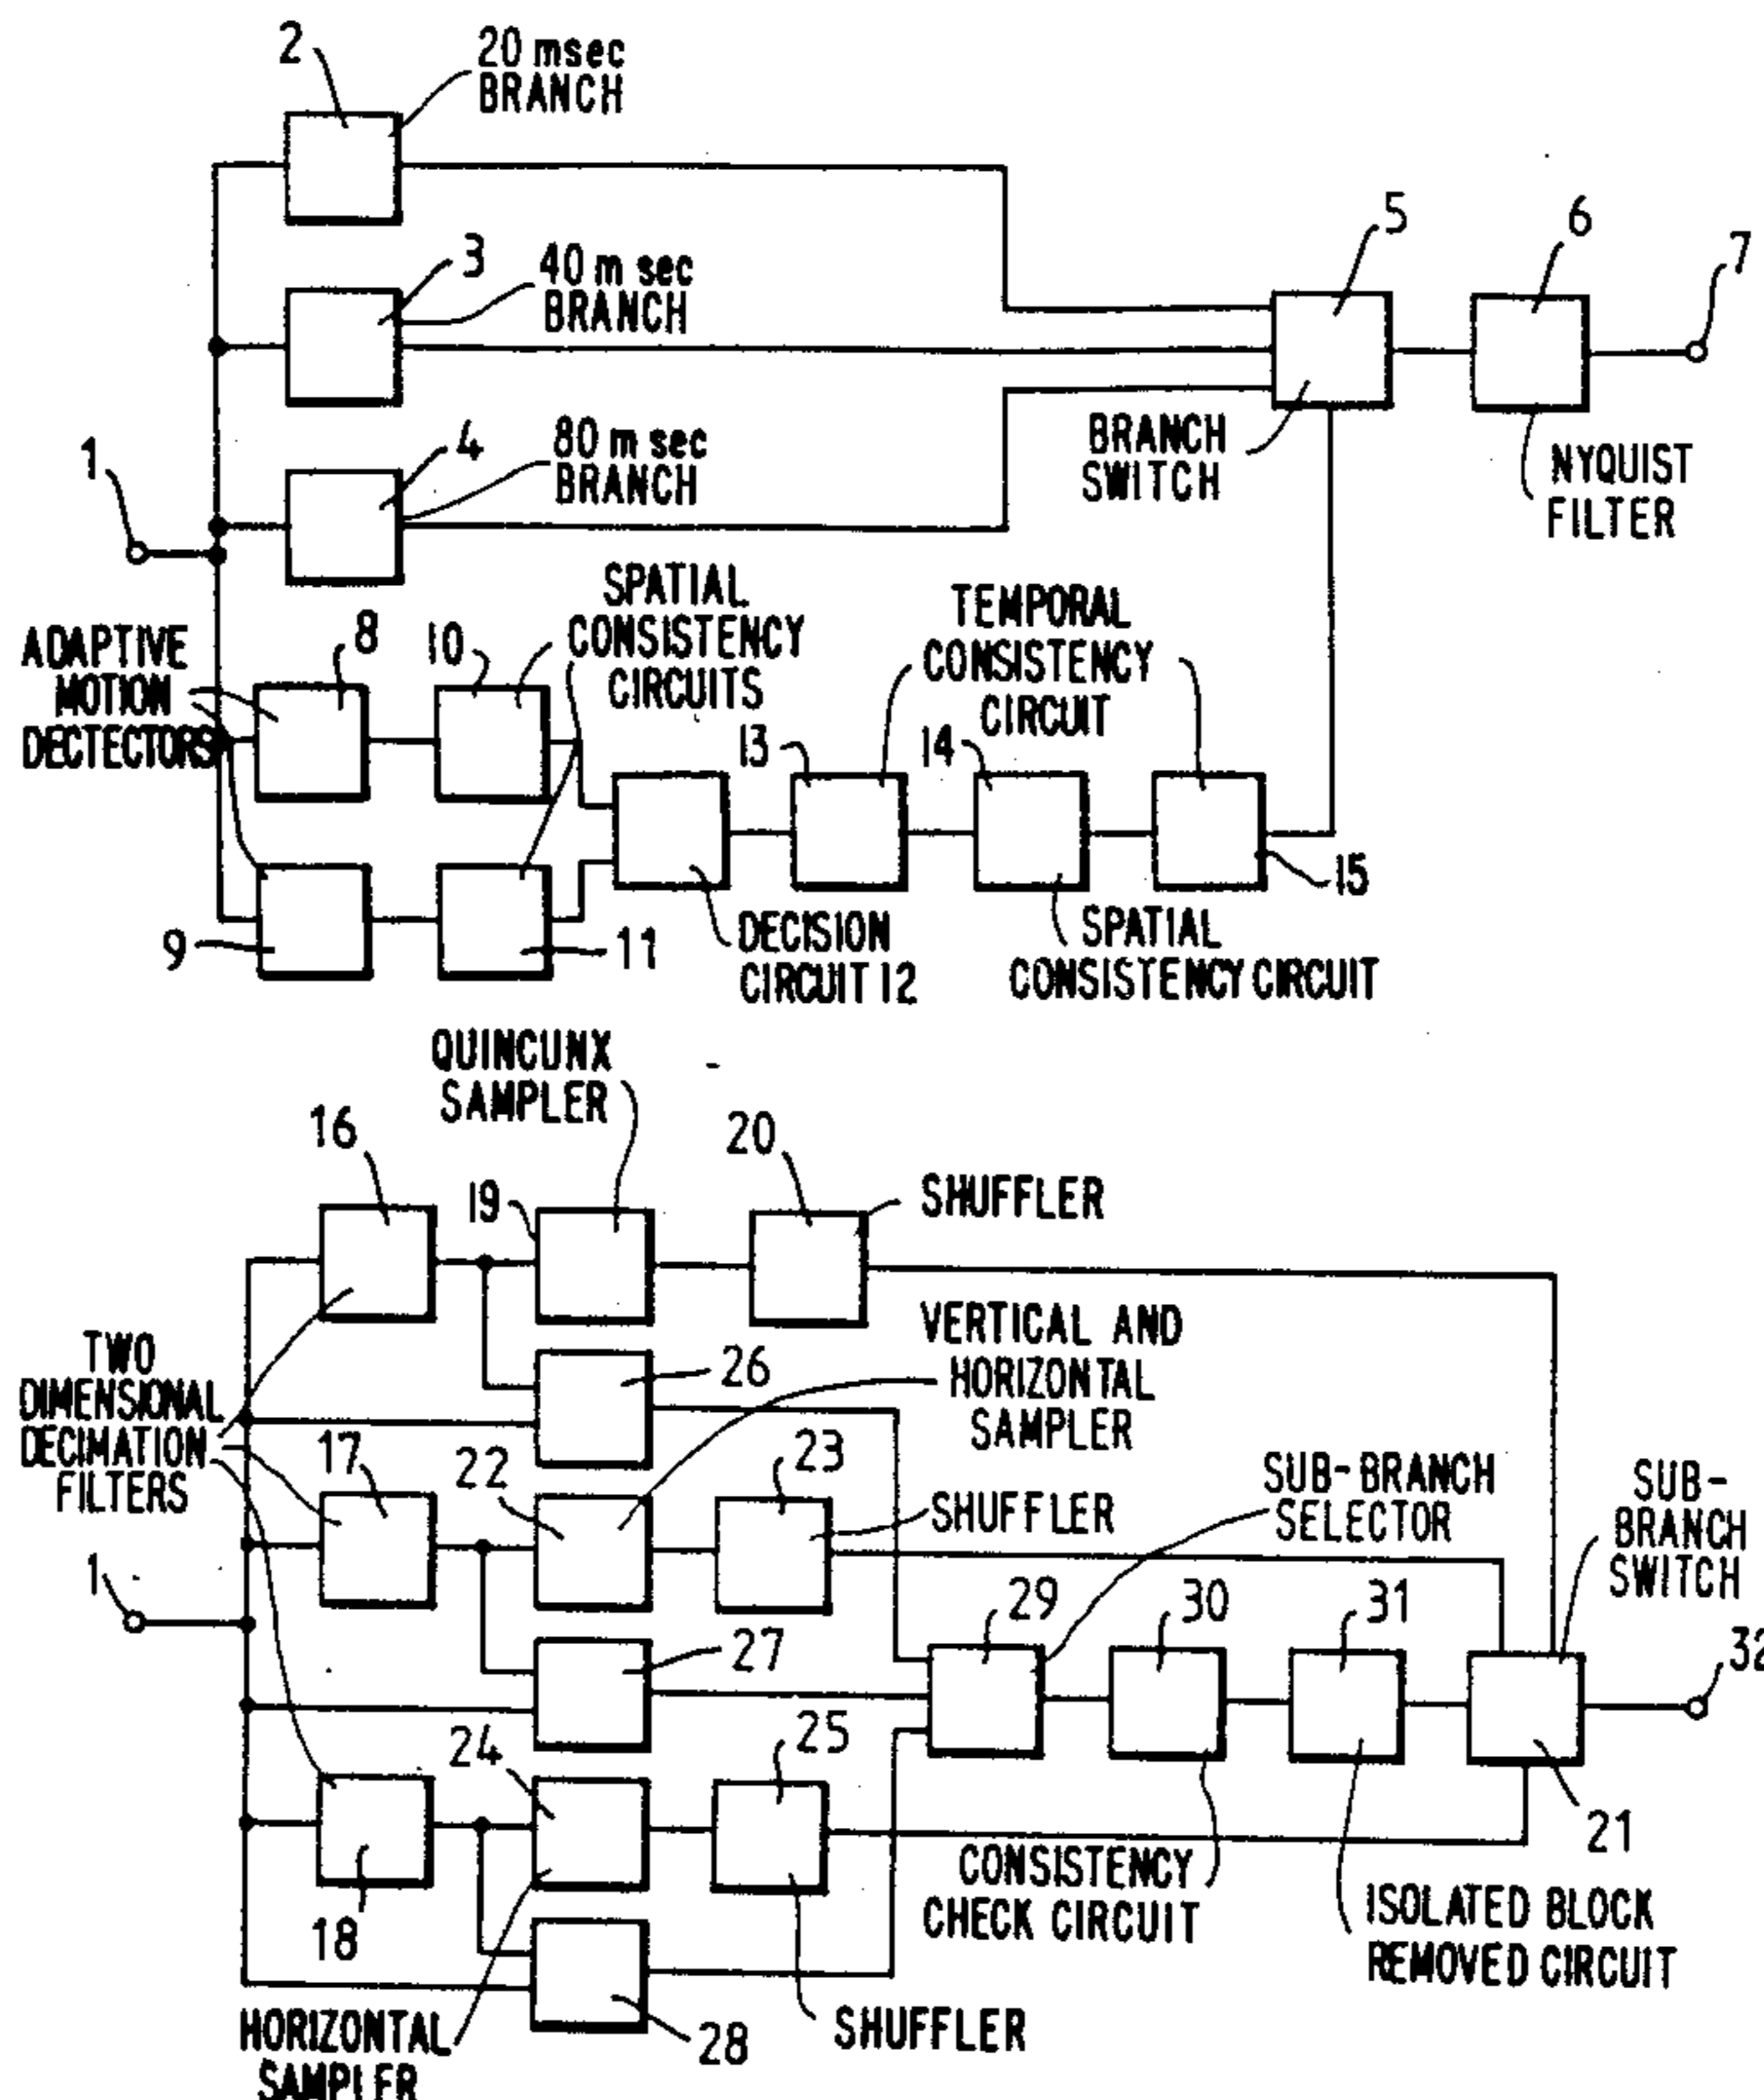 2
20 msec
BRANCH
3
40 m sec
BRANCH
5
6
7
4
80 m sec
BRANCH
1
BRANCH
SWITCH
NYQUIST
FILTER
SPATIAL
CONSISTENCY
CIRCUITS
TEMPORAL
CONSISTENCY
CIRCUIT
ADAPTIVE
MOTION
DECTECTORS
8
10
13
14
15
9
11
DECISION
CIRCUIT 12
SPATIAL
CONSISTENCY CIRCUIT
QUINCUNX
SAMPLER
16
19
20
SHUFFLER
TWO
DIMENSIONAL
DECIMATION
FILTERS
26
VERTICAL AND
HORIZONTAL
SAMPLER
17
22
23
SHUFFLER
SUB-BRANCH
SELECTOR
SUB-
BRANCH
SWITCH
1
27
29
30
31
32
24
25
21
18
CONSISTENCY
CHECK CIRCUIT
ISOLATED BLOCK
REMOVED CIRCUIT
28
SHUFFLER
HORIZONTAL
SAMPLER